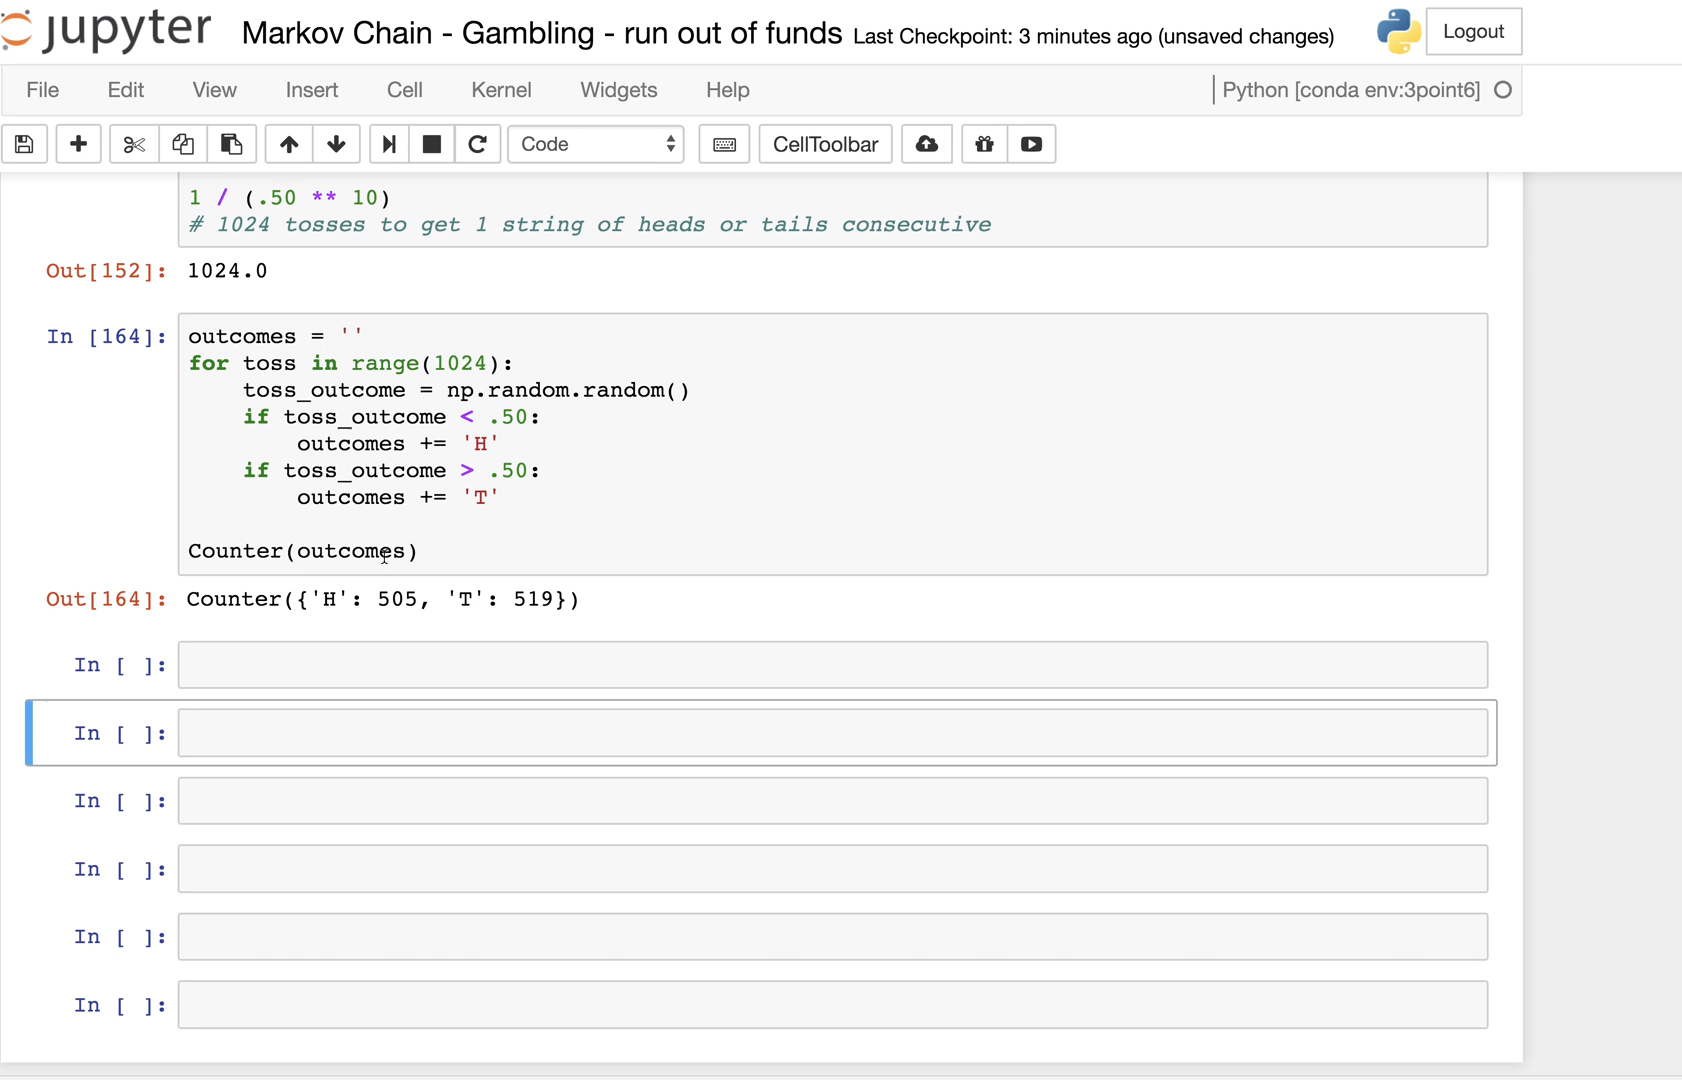 jupyter Markov Chain - Gambling - run out of funds Last Checkpoint: 3 minutes ago (unsaved changes) Logout
File Edit View Insert Cell Kernel Widgets Help Python [conda env:3point6]
Code CellToolbar
1 / (.50 ** 10)
# 1024 tosses to get 1 string of heads or tails consecutive
Out[152]: 1024.0
In [164]: outcomes = ''
for toss in range(1024):
    toss_outcome = np.random.random()
    if toss_outcome < .50:
        outcomes += 'H'
    if toss_outcome > .50:
        outcomes += 'T'
Counter(outcomes)
Out[164]: Counter({'H': 505, 'T': 519})
In [ ]:
In [ ]:
In [ ]:
In [ ]:
In [ ]:
In [ ]: